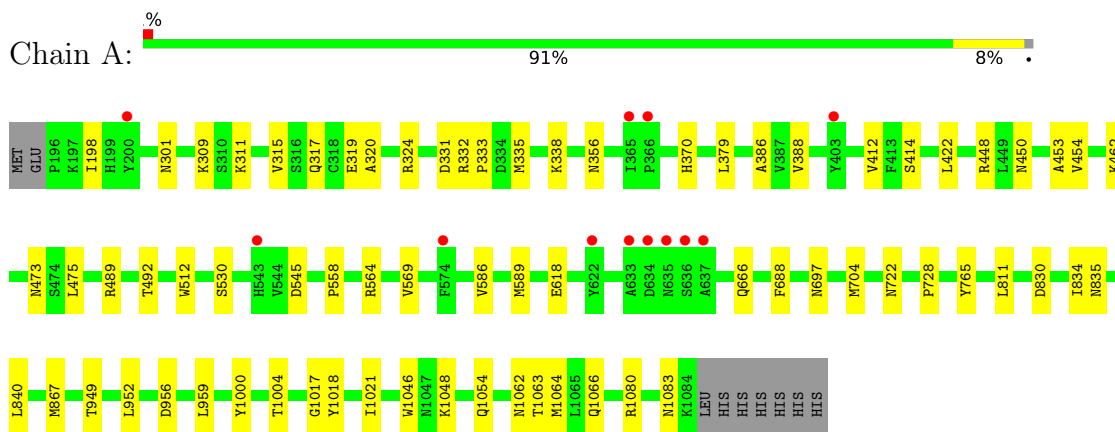 %
Chain A:
91% 8% •
MET GLU P196 K197 I198 H199 Y200 N301 K309 S310 K311 V315 S316 Q317 C318 E319 A320 R324 D331 R332 P333 D334 M335 K338 N356 I365 P366 H370 L379 A386 V387 V388 Y403 V412 F413 S414 L422 R448 L449 N450 A453 V454 K462
N473 S474 L475 R489 T492 W512 S530 H543 V544 D545 P558 R564 V569 F574 V586 M589 E618 Y622 A633 D634 N635 S636 A637 Q666 F688 N697 M704 N722 P728 Y765 L811 D830 I834 N835
L840 M867 T949 L952 D956 L959 Y1000 T1004 G1017 Y1018 I1021 W1046 N1047 K1048 Q1054 N1062 T1063 M1064 L1065 Q1066 R1080 N1083 K1084 LEU HIS HIS HIS HIS HIS HIS